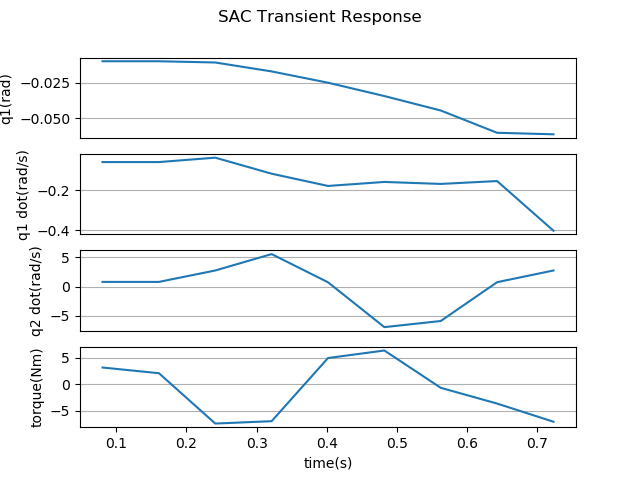 SAC Transient Response
q1(rad)
−0.025
−0.050
q1 dot(rad/s)
−0.2
−0.4
q2 dot(rad/s)
5
0
−5
torque(Nm)
5
0
−5
0.1 0.2 0.3 0.4 0.5 0.6 0.7
time(s)